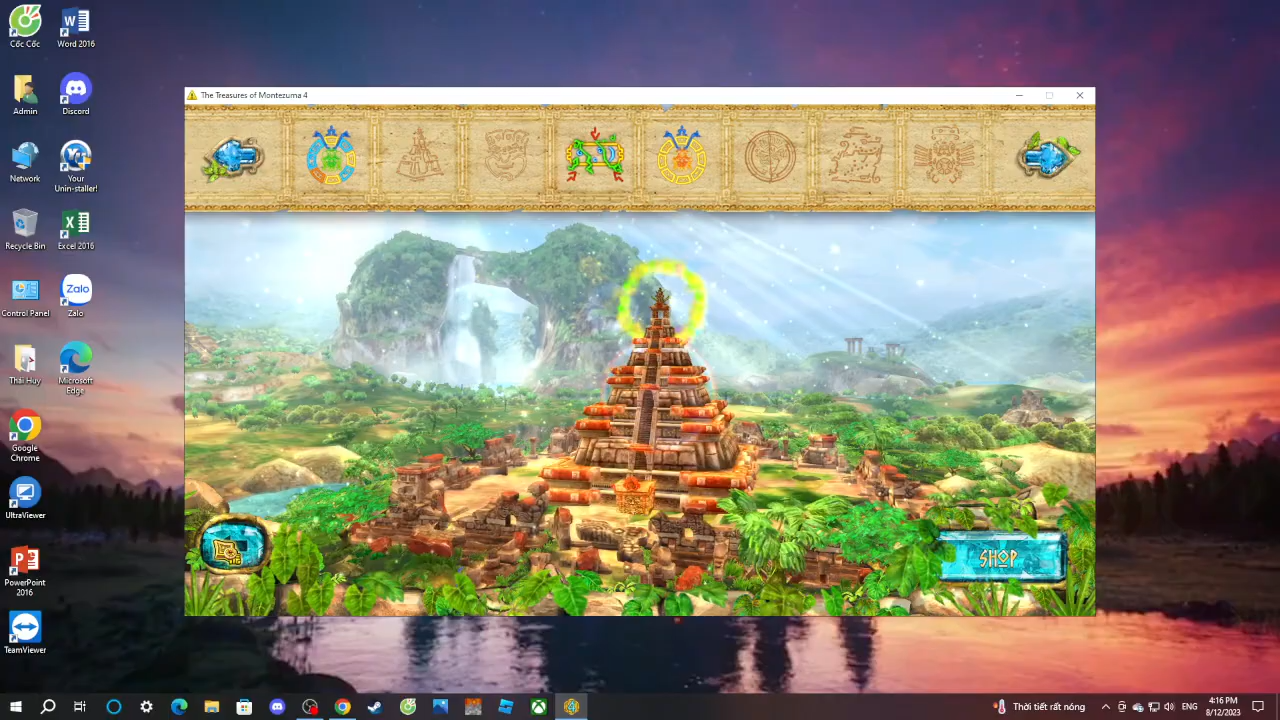 Cốc Cốc
Word 2016
Admin
Discord
Network
Your
Unin-staller!
Recycle Bin
Excel 2016
Control Panel
Zalo
Zalo
Thái Huy
Microsoft
Edge
Google
Chrome
UltraViewer
PowerPoint
2016
TeamViewer
The Treasures of Montezuma 4
SHOP
Thời tiết rất nóng
ENG
4:16 PM
8/12/2023